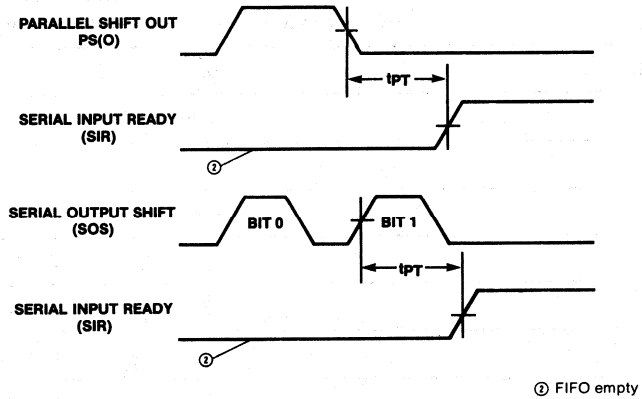 PARALLEL SHIFT OUT
PS(O)
tPT
SERIAL INPUT READY
(SIR)
②
SERIAL OUTPUT SHIFT
(SOS)
BIT 0
BIT 1
tPT
SERIAL INPUT READY
(SIR)
②
② FIFO empty